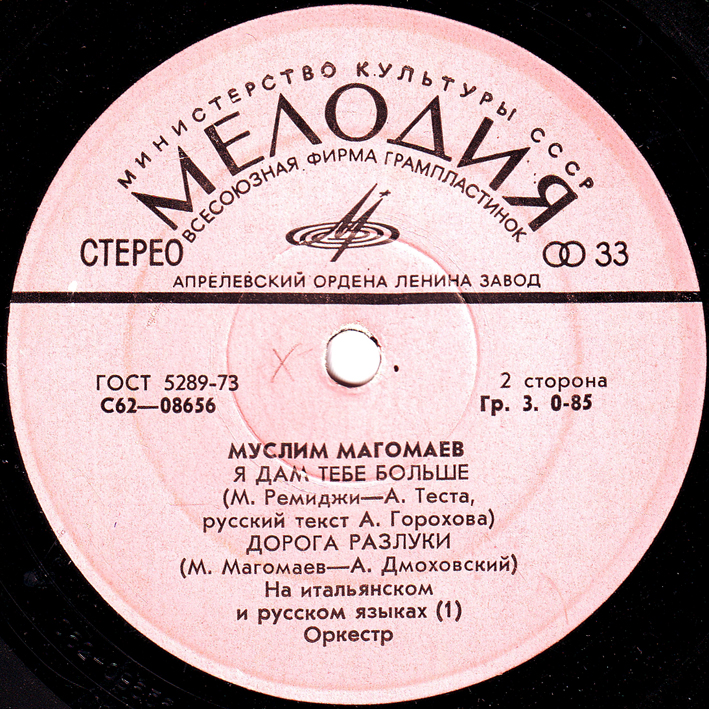 МИНИСТЕРСТВО КУЛЬТУРЫ СССР
МЕЛОДИЯ
ВСЕСОЮЗНАЯ ФИРМА ГРАМПЛАСТИНОК
СТЕРЕО
33
АПРЕЛЕВСКИЙ ОРДЕНА ЛЕНИНА ЗАВОД
ГОСТ 5289-73
2 сторона
С62—08656
Гр. 3. 0-85
МУСЛИМ МАГОМАЕВ
Я ДАМ ТЕБЕ БОЛЬШЕ
(М. Ремиджи—А. Теста,
русский текст А. Горохова)
ДОРОГА РАЗЛУКИ
(М. Магомаев—А. Дмоховский)
На итальянском
и русском языках (1)
Оркестр